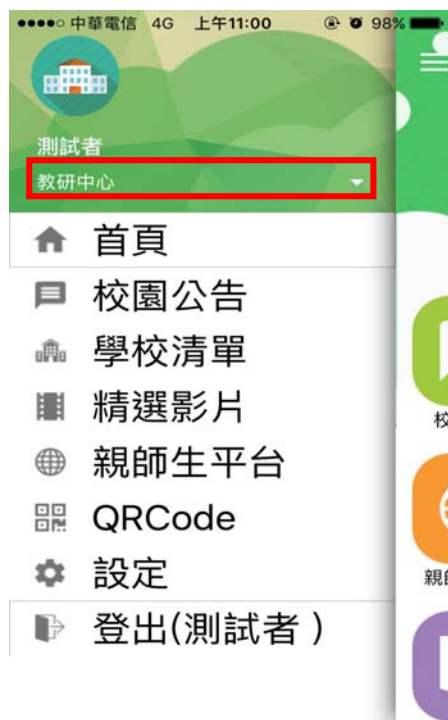 中華電信 4G 上午11:00 98%
測試者
教研中心
首頁
校園公告
學校清單
精選影片
親師生平台
QRCode
設定
登出(測試者 )
校
親